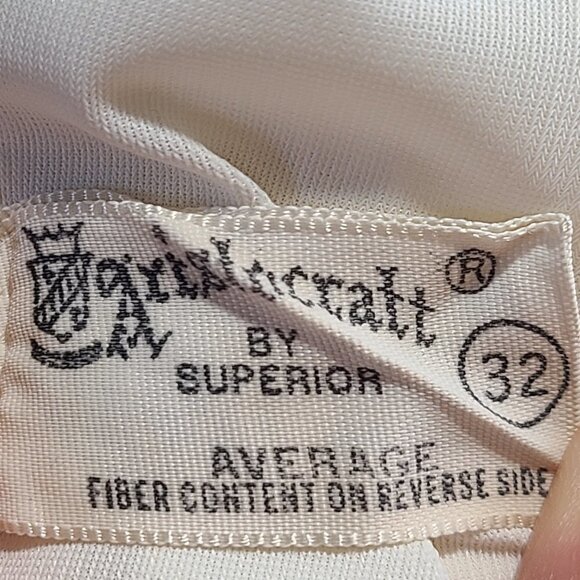 aristocraft ®
BY
SUPERIOR
32
AVERAGE
FIBER CONTENT ON REVERSE SIDE